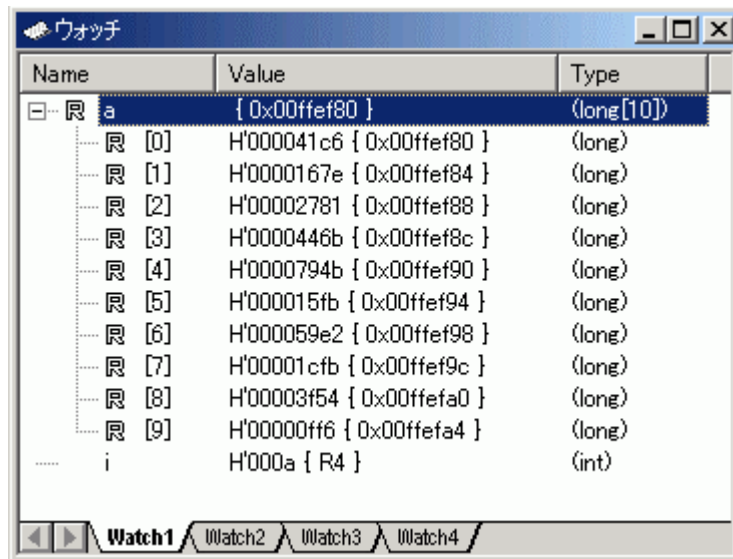 ウォッチ
Name Value Type
R a { 0x00ffef80 } (long[10])
R [0] H'000041c6 { 0x00ffef80 } (long)
R [1] H'0000167e { 0x00ffef84 } (long)
R [2] H'00002781 { 0x00ffef88 } (long)
R [3] H'0000446b { 0x00ffef8c } (long)
R [4] H'0000794b { 0x00ffef90 } (long)
R [5] H'000015fb { 0x00ffef94 } (long)
R [6] H'000059e2 { 0x00ffef98 } (long)
R [7] H'00001cfb { 0x00ffef9c } (long)
R [8] H'00003f54 { 0x00ffefa0 } (long)
R [9] H'00000ff6 { 0x00ffefa4 } (long)
i H'000a { R4 } (int)
Watch1 Watch2 Watch3 Watch4